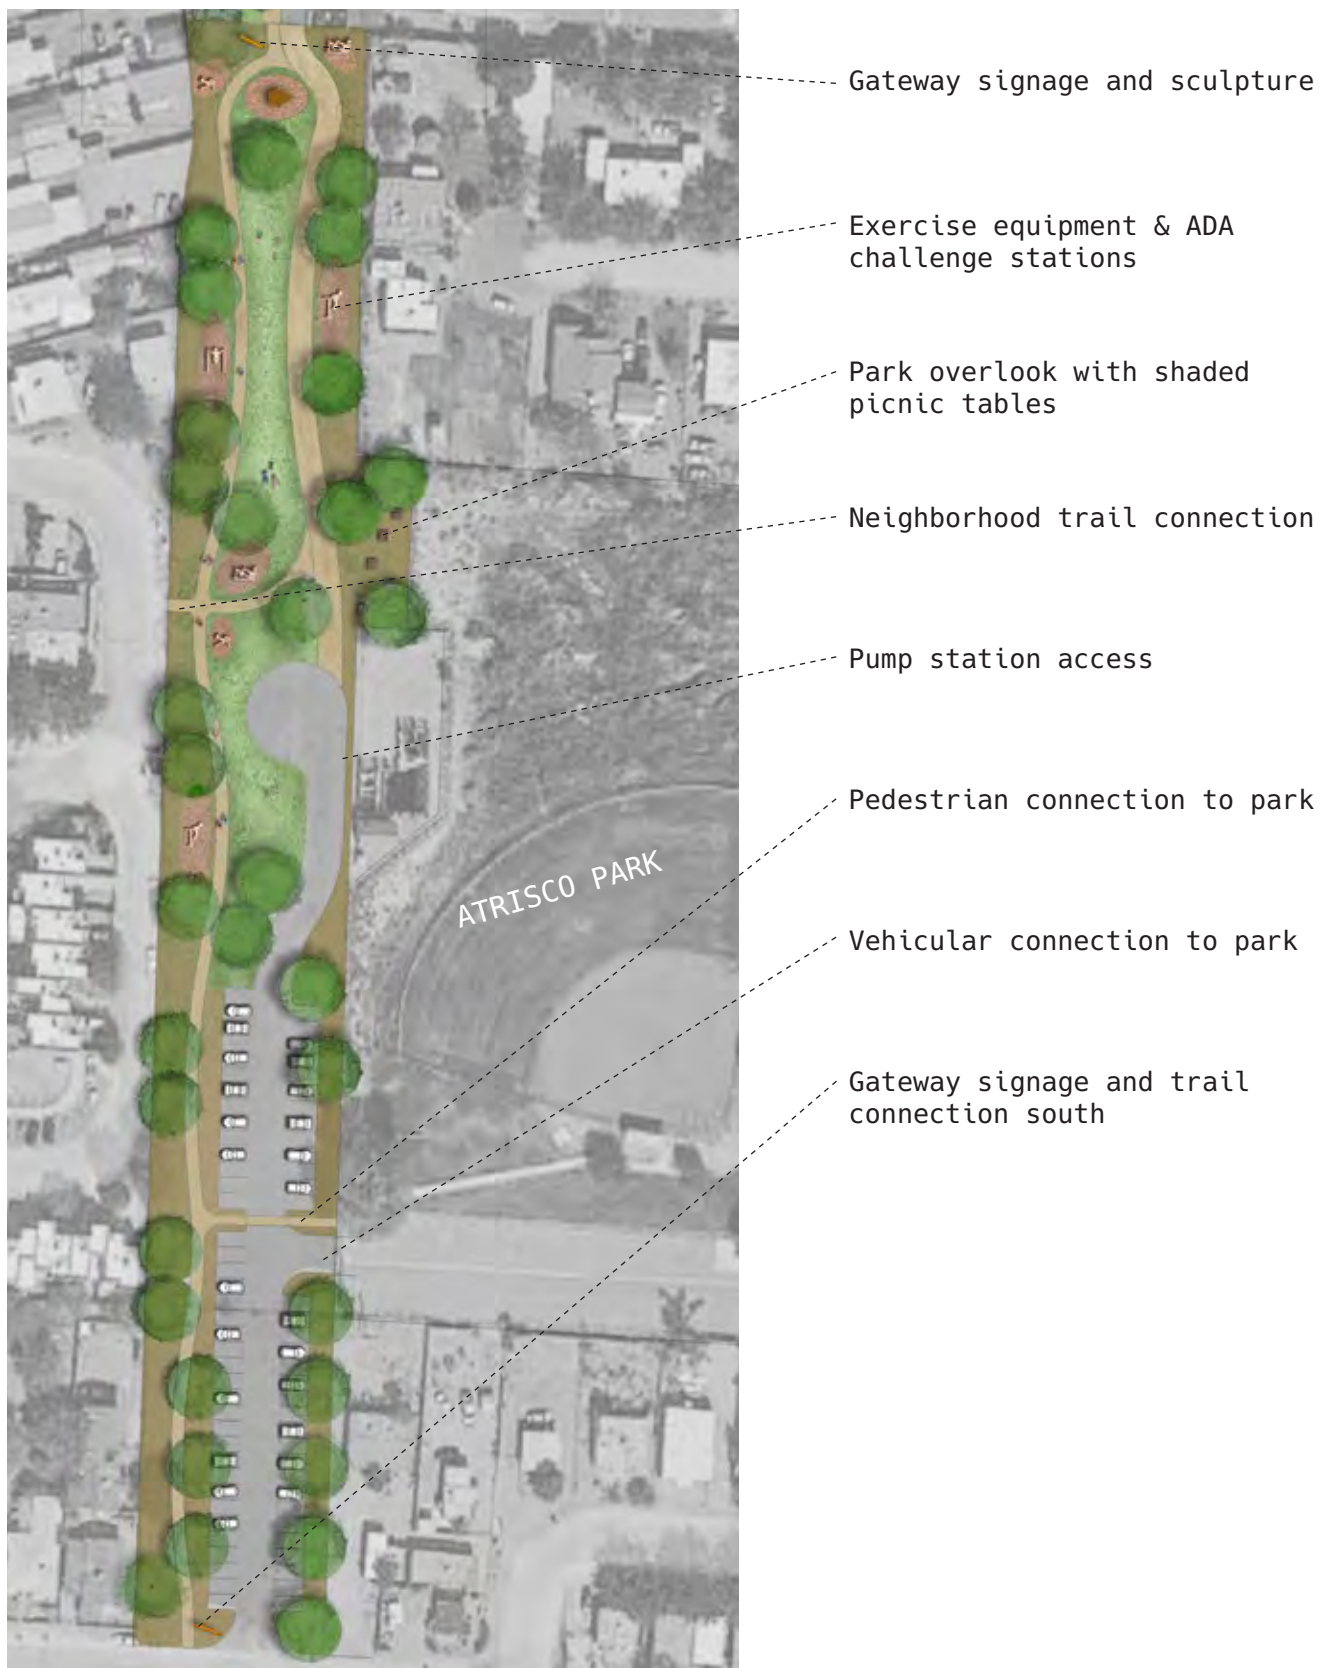 Gateway signage and sculpture
Exercise equipment & ADA
challenge stations
Park overlook with shaded
picnic tables
Neighborhood trail connection
Pump station access
Pedestrian connection to park
ATRISCO PARK
Vehicular connection to park
Gateway signage and trail
connection south